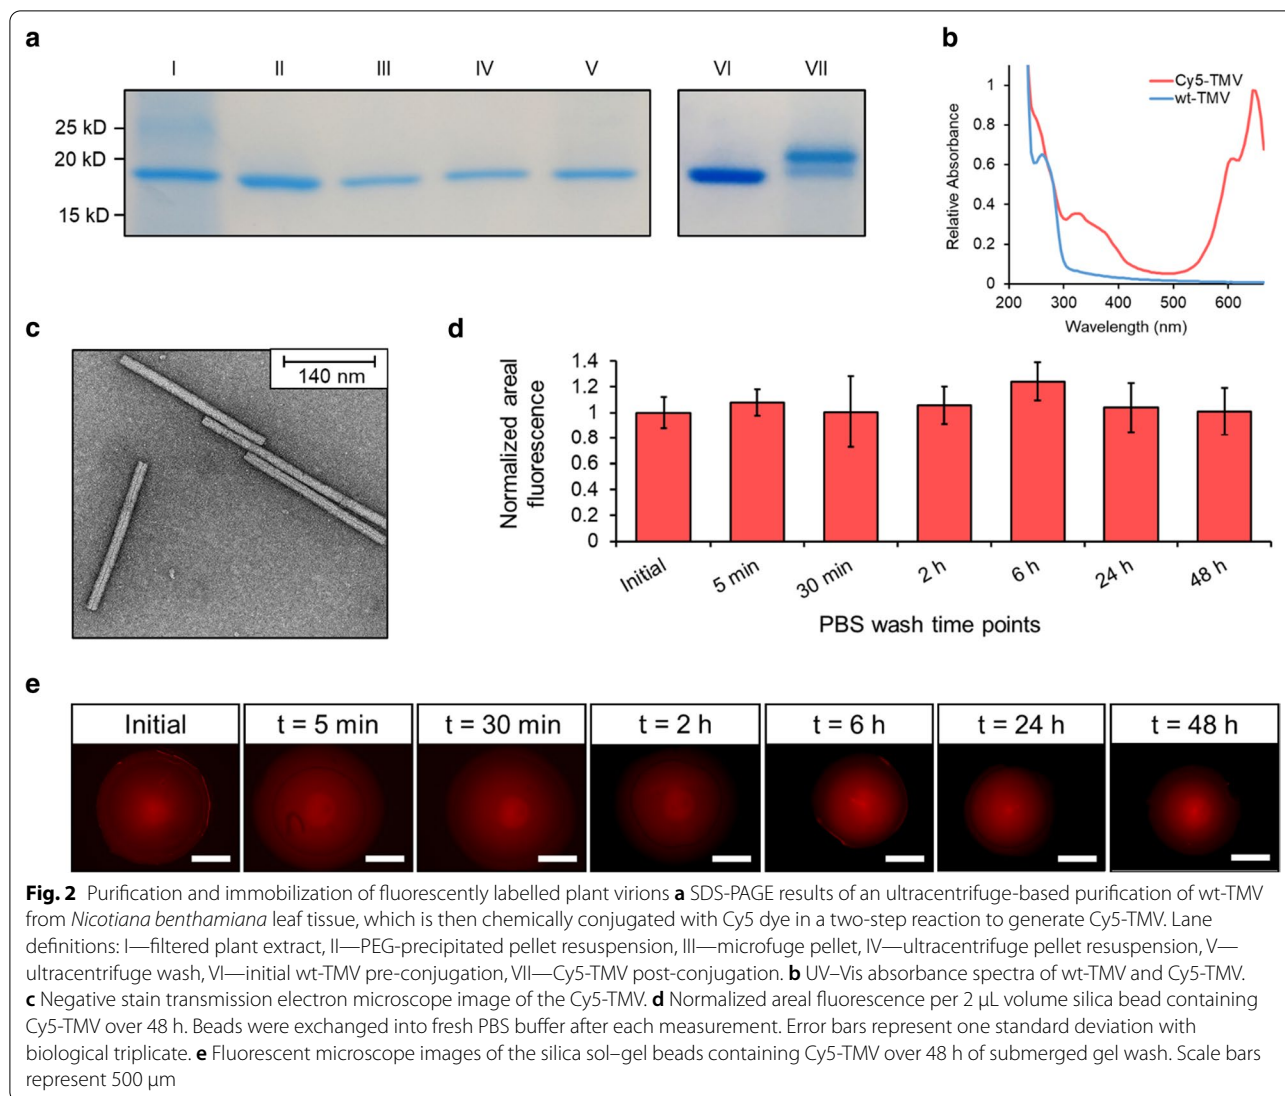 a
I II III IV V VI VII
25 kD
20 kD
15 kD
b
Relative Absorbance
1
0.8
0.6
0.4
0.2
0
200 300 400 500 600
Wavelength (nm)
Cy5-TMV
wt-TMV
c
140 nm
d
Normalized areal
fluorescence
1.4
1.2
1
0.8
0.6
0.4
0.2
0
Initial 5 min 30 min 2 h 6 h 24 h 48 h
PBS wash time points
e
Initial t = 5 min t = 30 min t = 2 h t = 6 h t = 24 h t = 48 h
Fig. 2 Purification and immobilization of fluorescently labelled plant virions a SDS-PAGE results of an ultracentrifuge-based purification of wt-TMV
from Nicotiana benthamiana leaf tissue, which is then chemically conjugated with Cy5 dye in a two-step reaction to generate Cy5-TMV. Lane
definitions: I—filtered plant extract, II—PEG-precipitated pellet resuspension, III—microfuge pellet, IV—ultracentrifuge pellet resuspension, V—
ultracentrifuge wash, VI—initial wt-TMV pre-conjugation, VII—Cy5-TMV post-conjugation. b UV–Vis absorbance spectra of wt-TMV and Cy5-TMV.
c Negative stain transmission electron microscope image of the Cy5-TMV. d Normalized areal fluorescence per 2 μL volume silica bead containing
Cy5-TMV over 48 h. Beads were exchanged into fresh PBS buffer after each measurement. Error bars represent one standard deviation with
biological triplicate. e Fluorescent microscope images of the silica sol–gel beads containing Cy5-TMV over 48 h of submerged gel wash. Scale bars
represent 500 μm